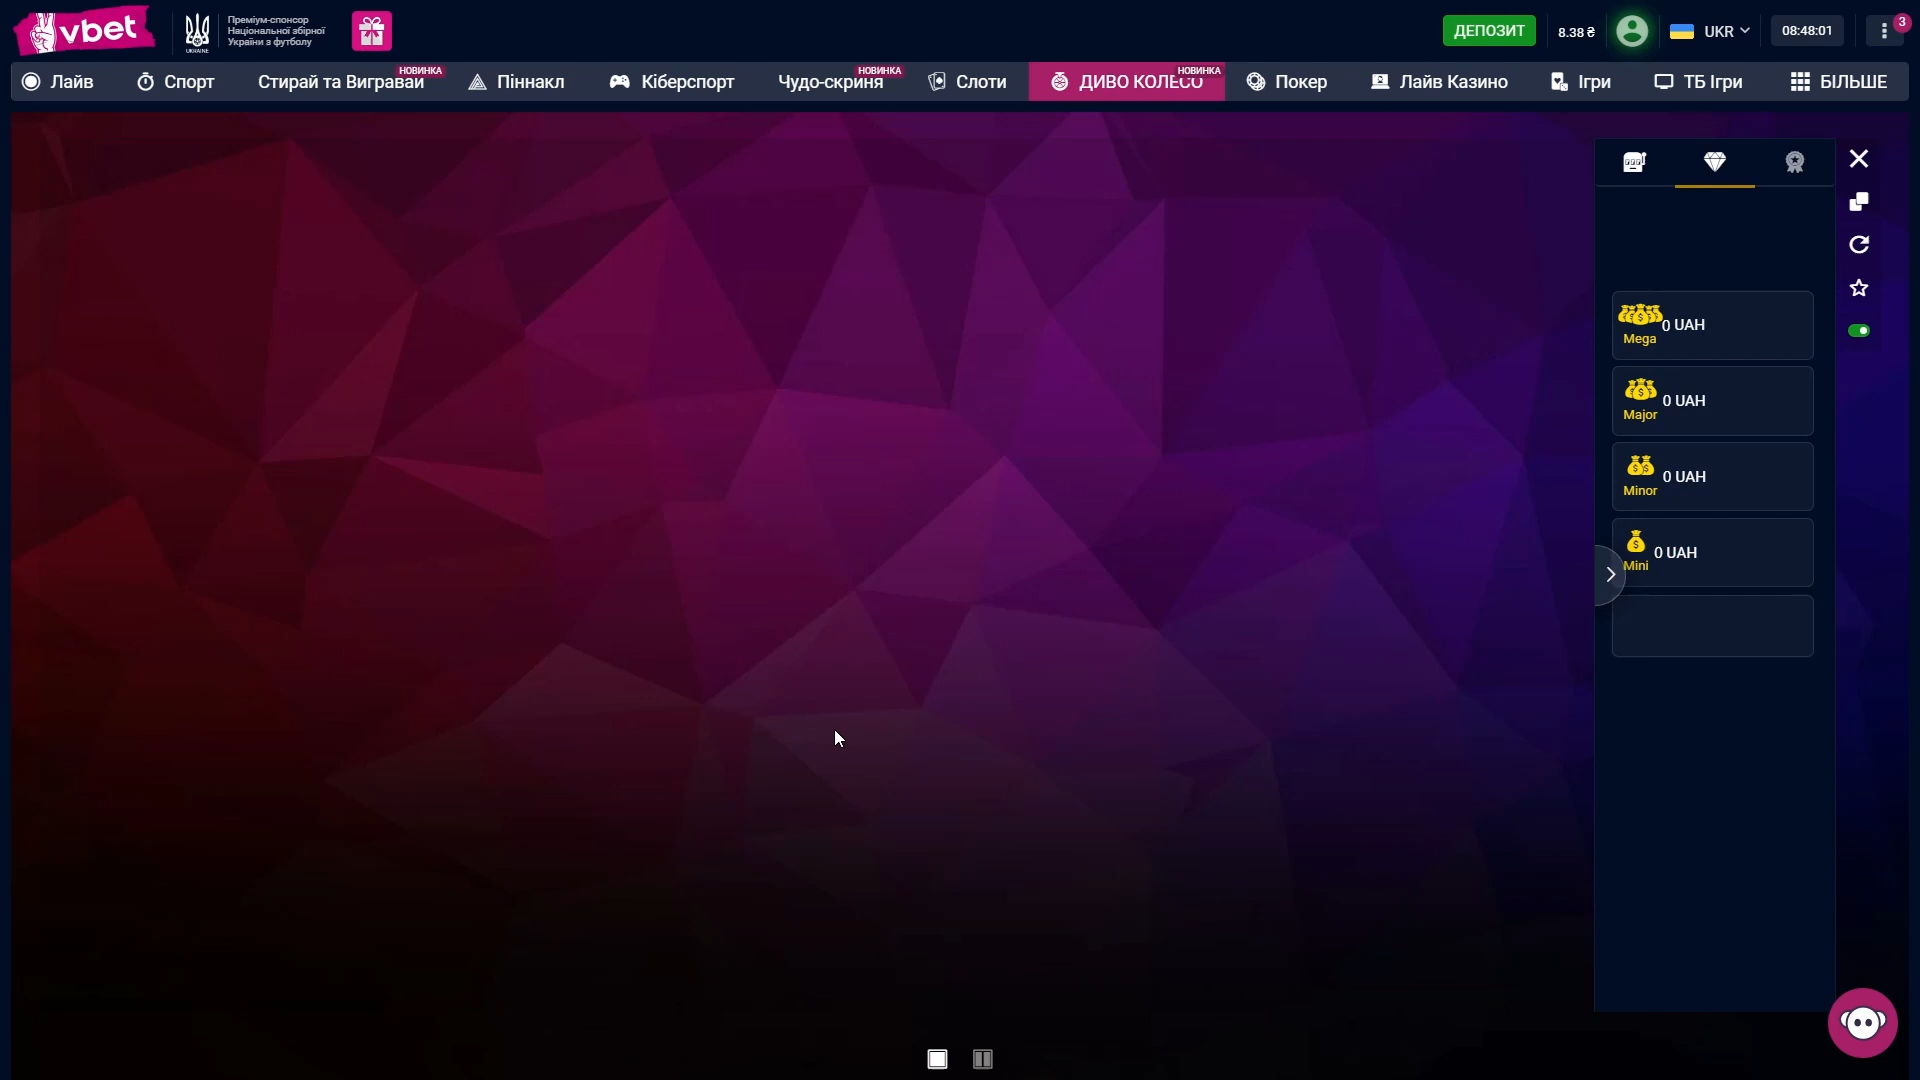 vbet
UKRAINE
Преміум-спонсор
Національної збірної
України з футболу
ДЕПОЗИТ
8.38 ₴
UKR
08:48:01
3
Лайв
Спорт
Стирай та Вигравай
НОВИНКА
Піннакл
Кіберспорт
Чудо-скриня
НОВИНКА
Слоти
ДИВО КОЛЕСО
НОВИНКА
Покер
Лайв Казино
Ігри
ТБ Ігри
БІЛЬШЕ
0 UAH
Mega
0 UAH
Major
0 UAH
Minor
0 UAH
Mini